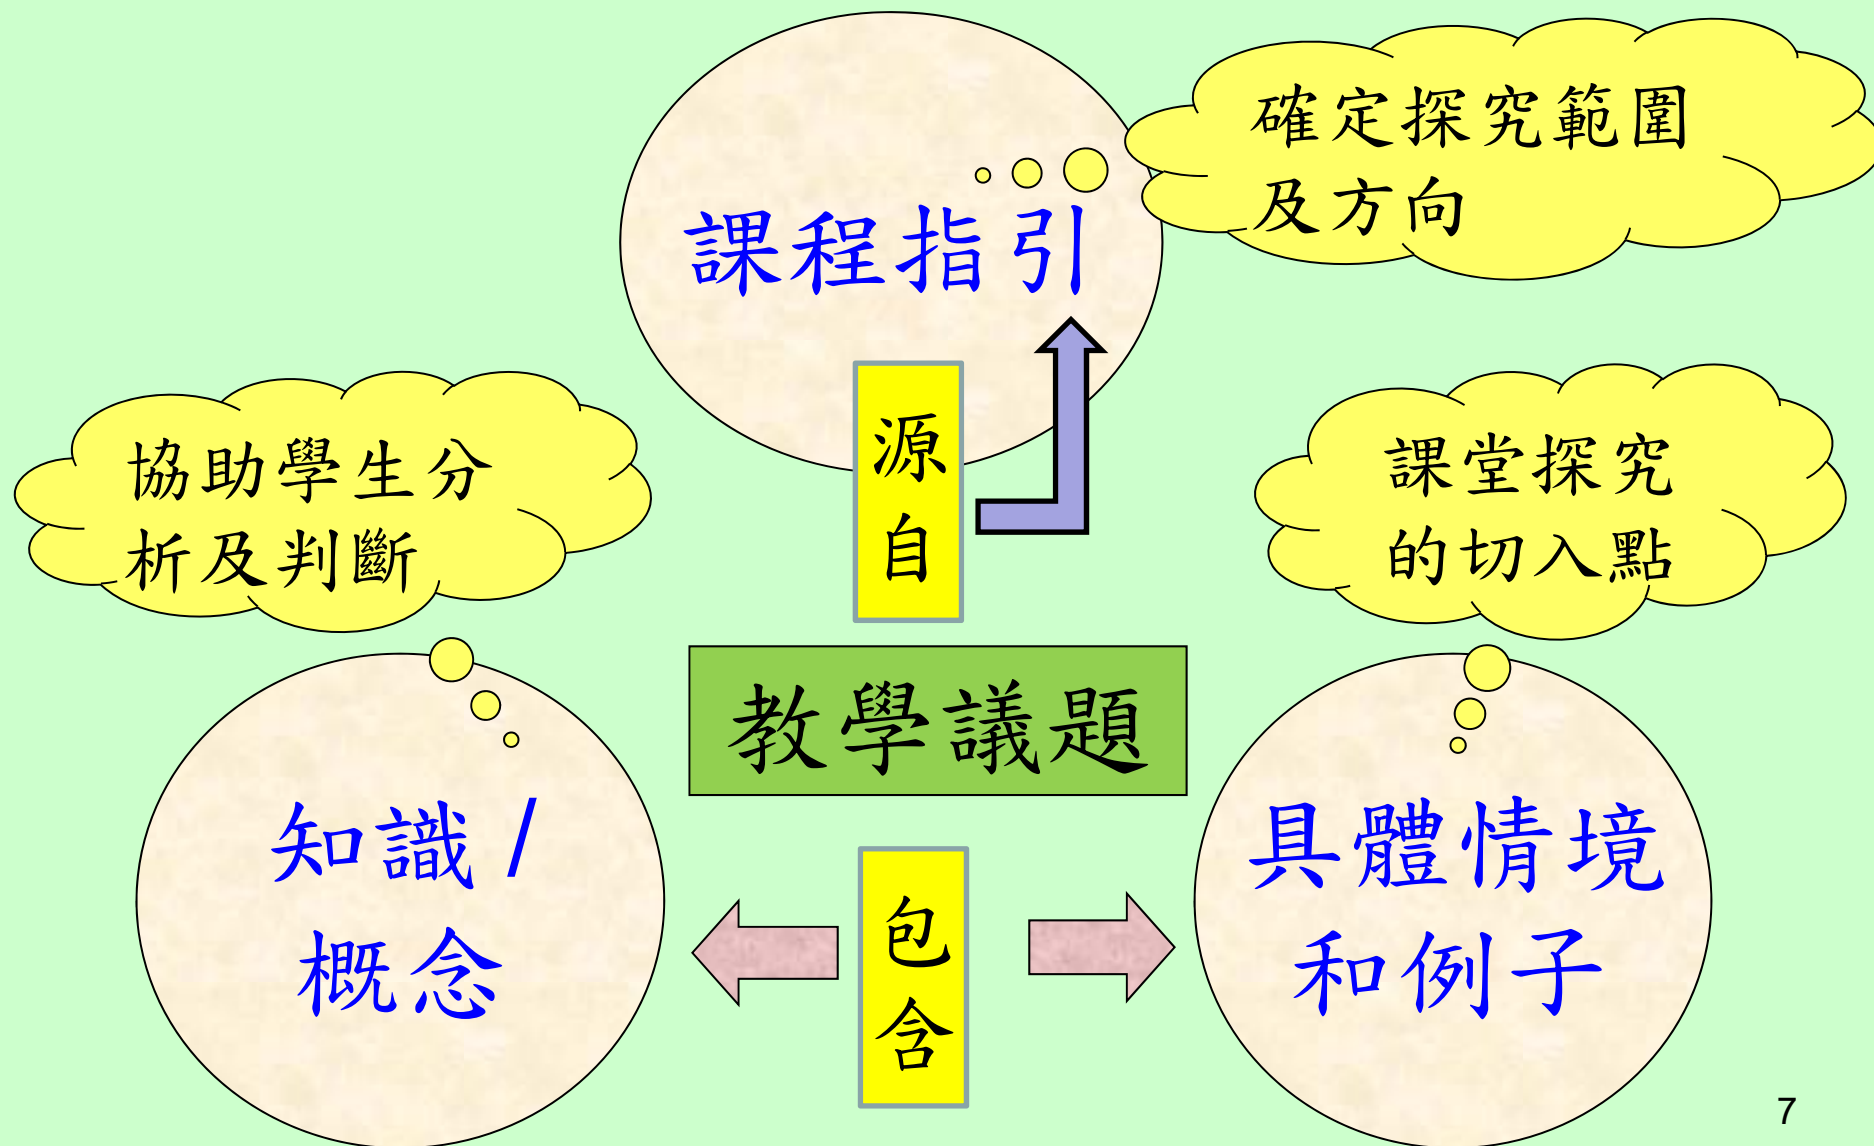 確定探究範圍
及方向
課程指引
源
自
協助學生分
析及判斷
課堂探究
的切入點
教學議題
知識 /
概念
包
含
具體情境
和例子
7